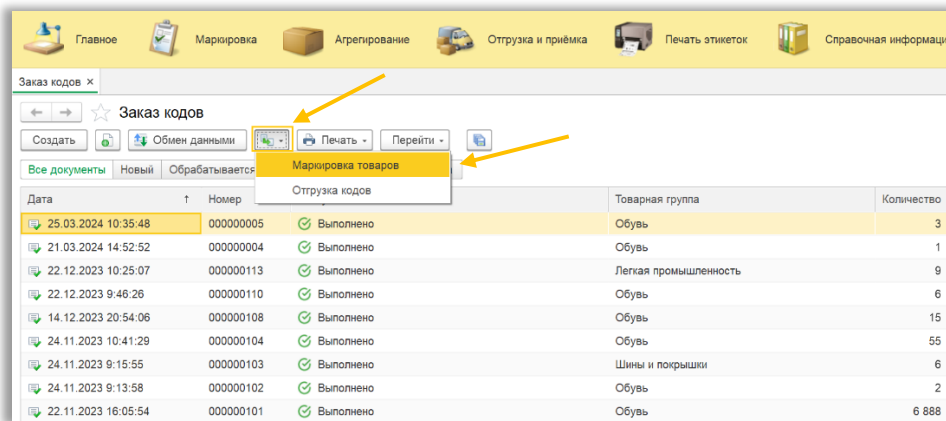 Главное Маркировка Агрегирование Отгрузка и приёмка Печать этикеток Справочная информаци
Заказ кодов ×
← → Заказ кодов
Создать Обмен данными Печать Перейти
Все документы Новый Обрабатывается
Маркировка товаров
Отгрузка кодов
Дата ↑ Номер Товарная группа Количество
25.03.2024 10:35:48 000000005 Выполнено Обувь 3
21.03.2024 14:52:52 000000004 Выполнено Обувь 1
22.12.2023 10:25:07 000000113 Выполнено Легкая промышленность 9
22.12.2023 9:46:26 000000110 Выполнено Обувь 6
14.12.2023 20:54:06 000000108 Выполнено Обувь 15
24.11.2023 10:41:29 000000104 Выполнено Обувь 55
24.11.2023 9:15:55 000000103 Выполнено Шины и покрышки 6
24.11.2023 9:13:58 000000102 Выполнено Обувь 2
22.11.2023 16:05:54 000000101 Выполнено Обувь 6 888